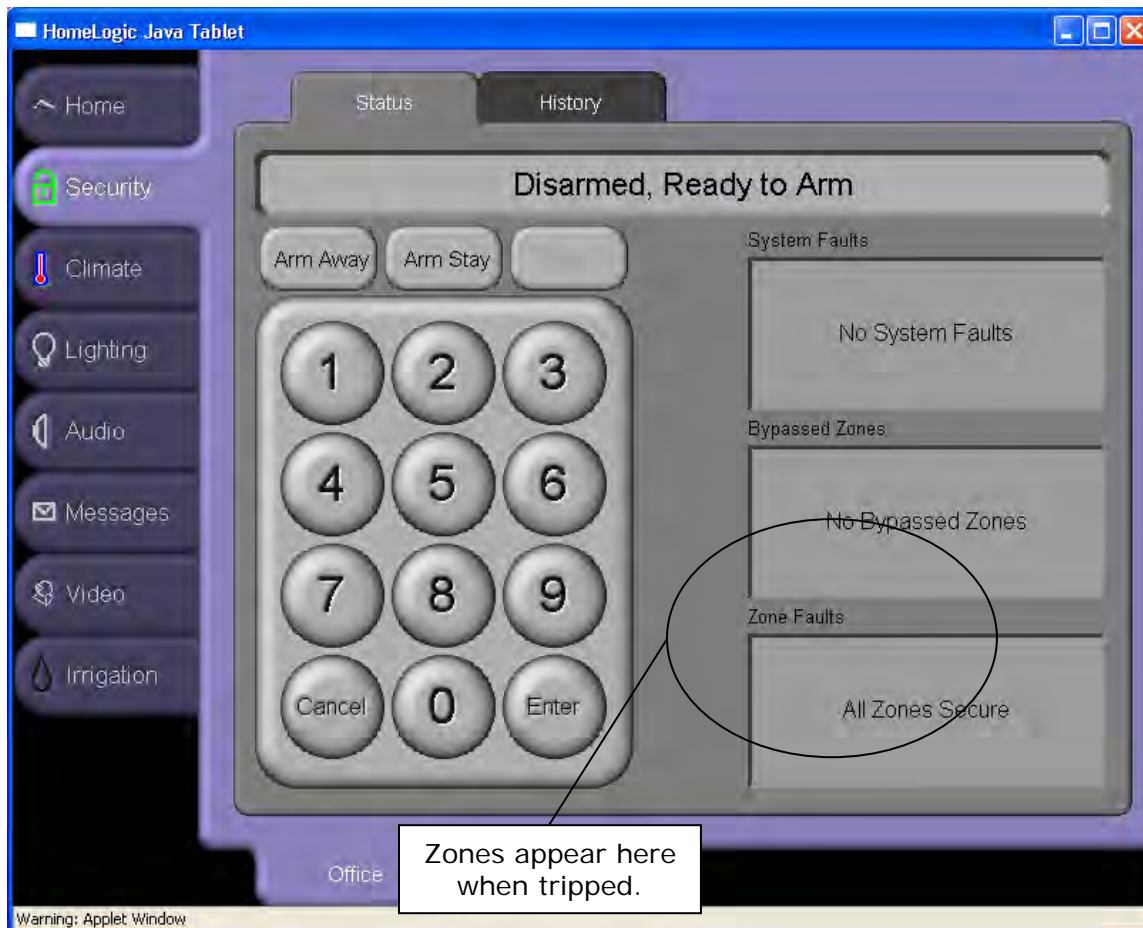 HomeLogic Java Tablet
Home
Security
Climate
Lighting
Audio
Messages
Video
Irrigation
Status
History
Disarmed, Ready to Arm
Arm Away
Arm Stay
1
2
3
4
5
6
7
8
9
Cancel
0
Enter
System Faults
No System Faults
Bypassed Zones
No Bypassed Zones
Zone Faults
All Zones Secure
Zones appear here
when tripped.
Office
Warning: Applet Window